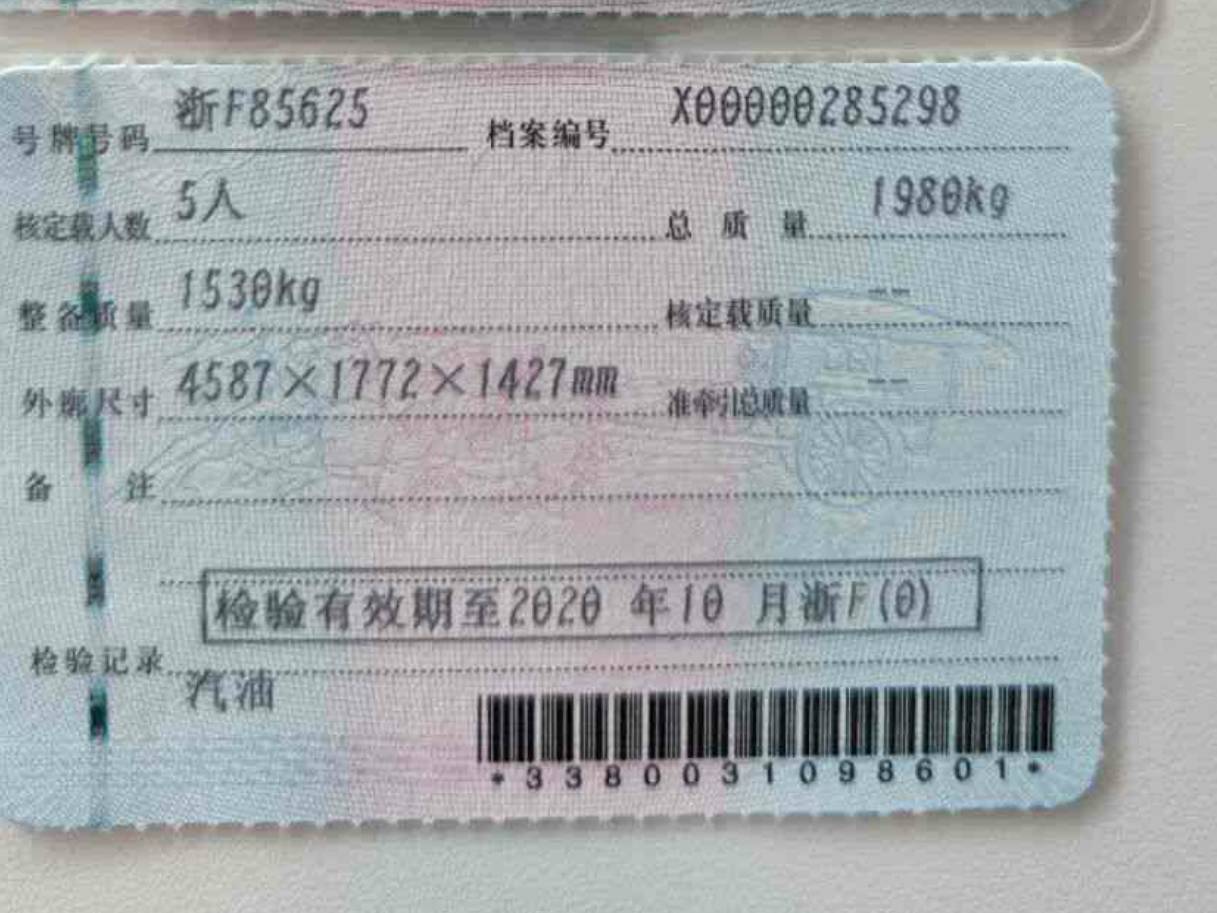 号牌号码 浙F85625 档案编号 X00000285298
核定载人数 5人 总质量 1980kg
整备质量 1530kg 核定载质量 --
外廓尺寸 4587×1772×1427mm 准牵引总质量 --
备注
检验有效期至2020 年10 月浙F(0)
检验记录
汽油
*3380031098601*